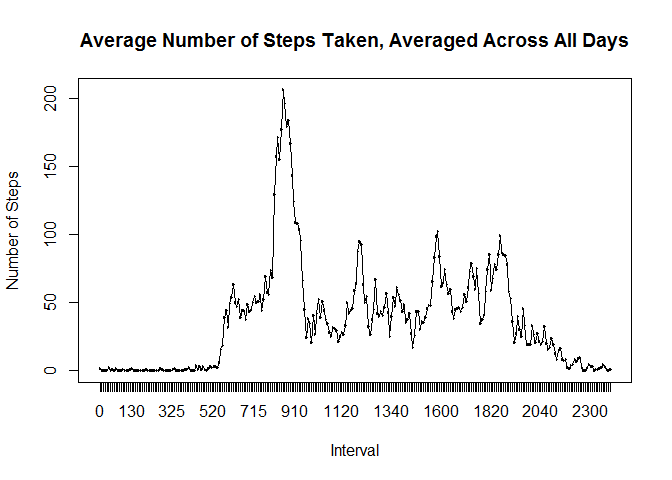 Average Number of Steps Taken, Averaged Across All Days
Number of Steps
200
150
100
50
0
0 130 325 520 715 910 1120 1340 1600 1820 2040 2300
Interval